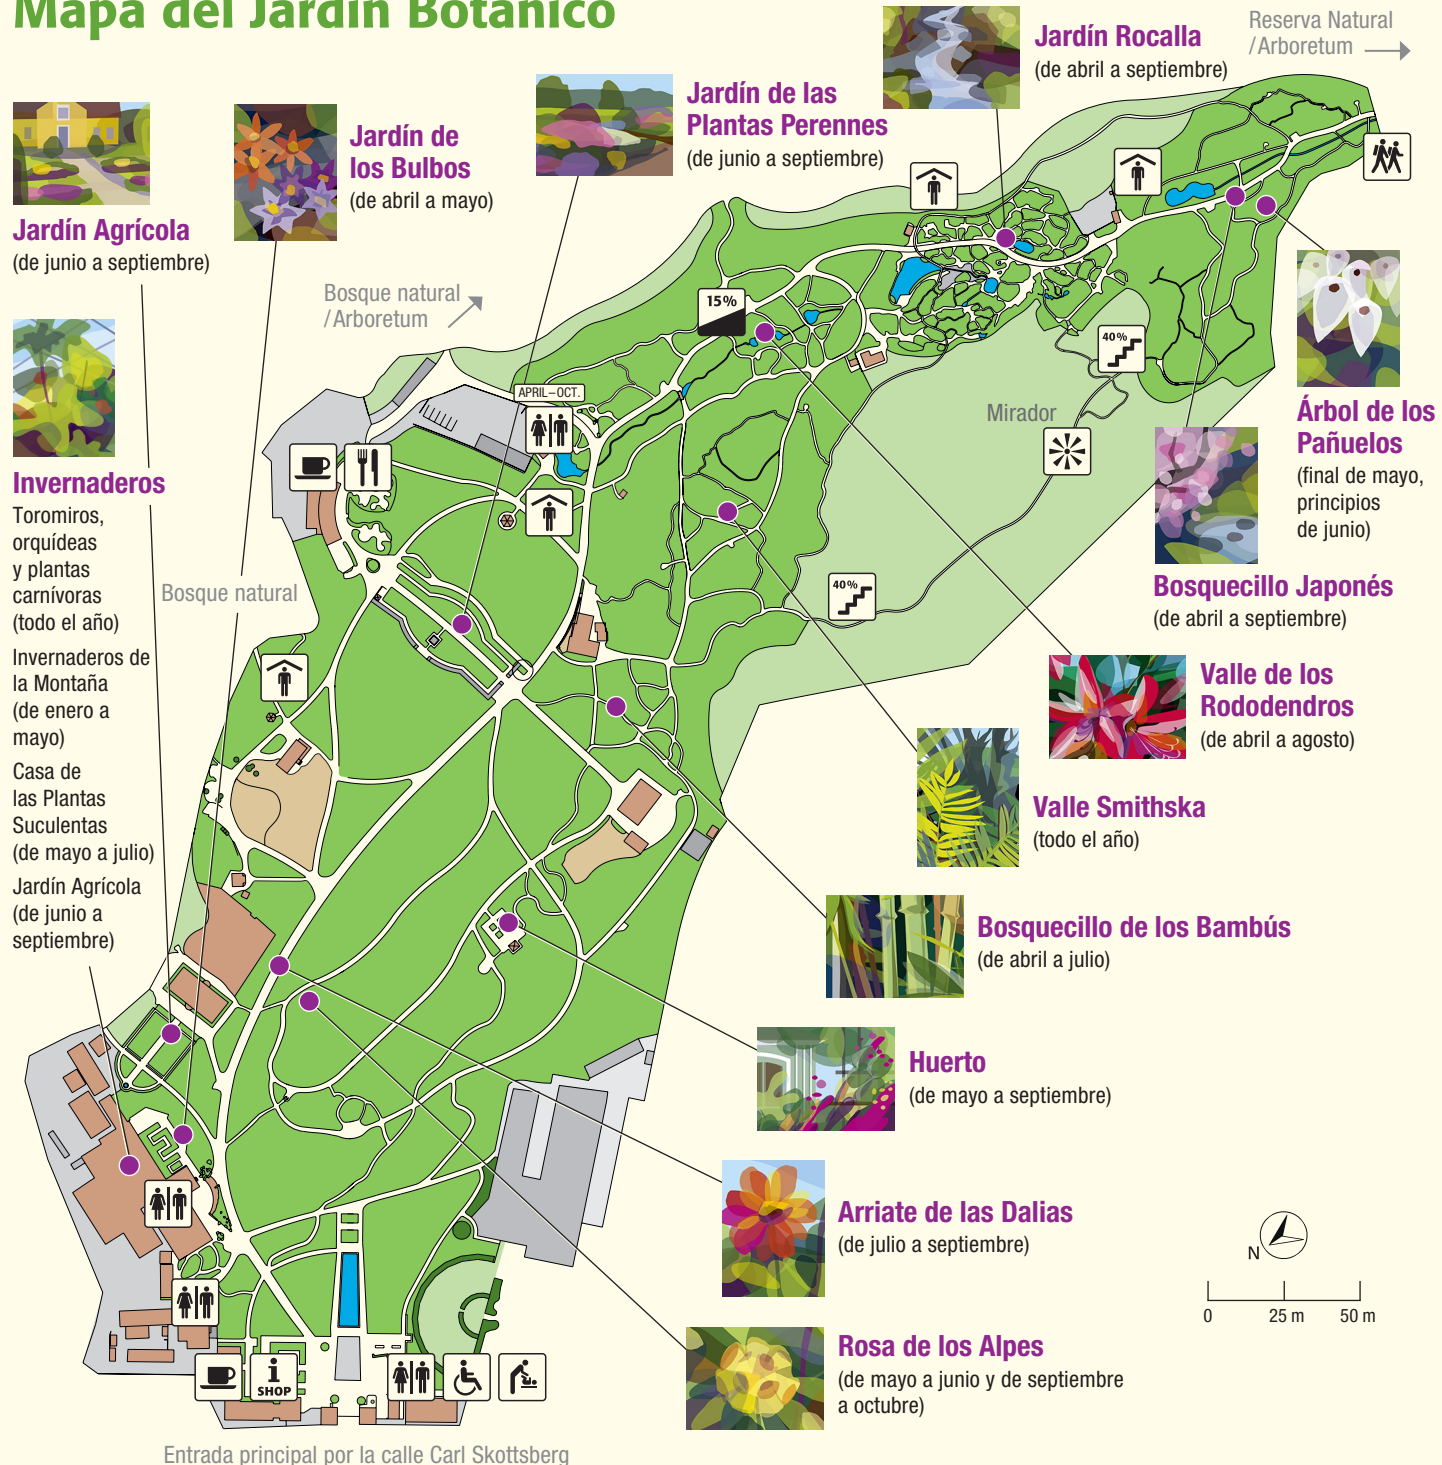 Mapa del Jardín Botánico
Jardín Rocalla
(de abril a septiembre)
Reserva Natural
/Arboretum
Jardín de las
Plantas Perennes
(de junio a septiembre)
Jardín de
los Bulbos
(de abril a mayo)
Jardín Agrícola
(de junio a septiembre)
Bosque natural
/Arboretum
15%
40%
APRIL–OCT.
Mirador
Árbol de los
Pañuelos
(final de mayo,
principios
de junio)
Invernaderos
Toromiros,
orquídeas
y plantas
carnívoras
(todo el año)
Invernaderos de
la Montaña
(de enero a
mayo)
Casa de
las Plantas
Suculentas
(de mayo a julio)
Jardín Agrícola
(de junio a
septiembre)
Bosque natural
40%
Bosquecillo Japonés
(de abril a septiembre)
Valle de los
Rododendros
(de abril a agosto)
Valle Smithska
(todo el año)
Bosquecillo de los Bambús
(de abril a julio)
Huerto
(de mayo a septiembre)
Arriate de las Dalias
(de julio a septiembre)
Rosa de los Alpes
(de mayo a junio y de septiembre
a octubre)
N
0 25 m 50 m
i
SHOP
Entrada principal por la calle Carl Skottsberg